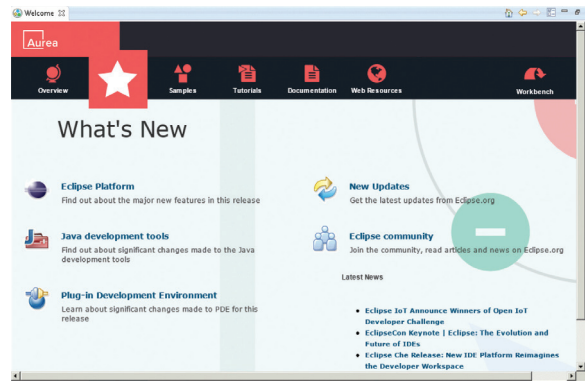 Welcome
Aurea
Overview
Samples
Tutorials
Documentation
Web Resources
Workbench
What's New
Eclipse Platform
Find out about the major new features in this release
Java development tools
Find out about significant changes made to the Java
development tools
Plug-in Development Environment
Learn about significant changes made to PDE for this
release
New Updates
Get the latest updates from Eclipse.org
Eclipse community
Join the community, read articles and news on Eclipse.org
Latest News
Eclipse IoT Announce Winners of Open IoT
Developer Challenge
EclipseCon Keynote | Eclipse: The Evolution and
Future of IDEs
Eclipse Che Release: New IDE Platform Reimagines
the Developer Workspace